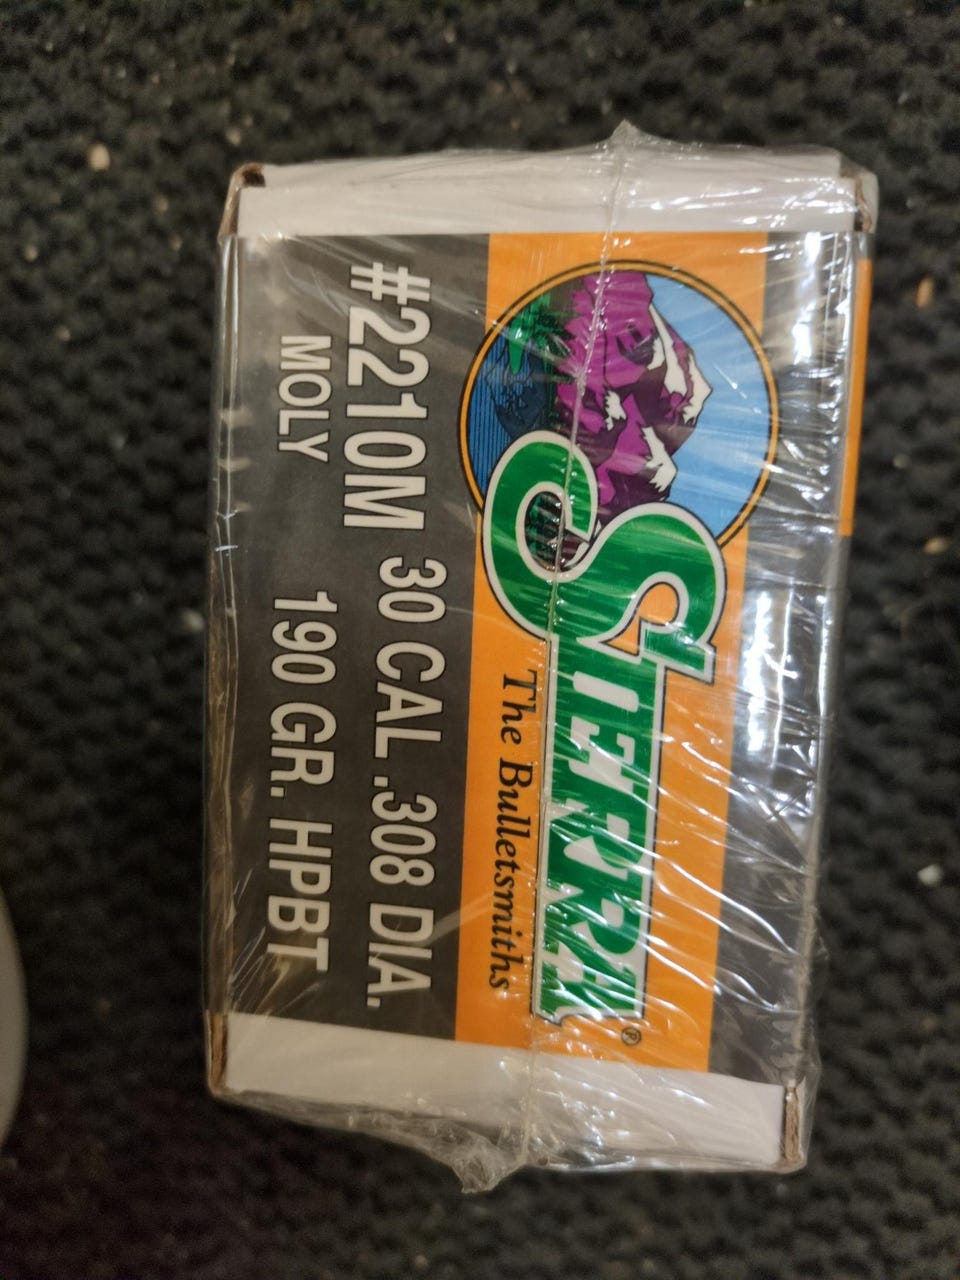 SIERRA®
The Bulletsmiths
#2210M 30 CAL .308 DIA.
MOLY 190 GR. HPBT